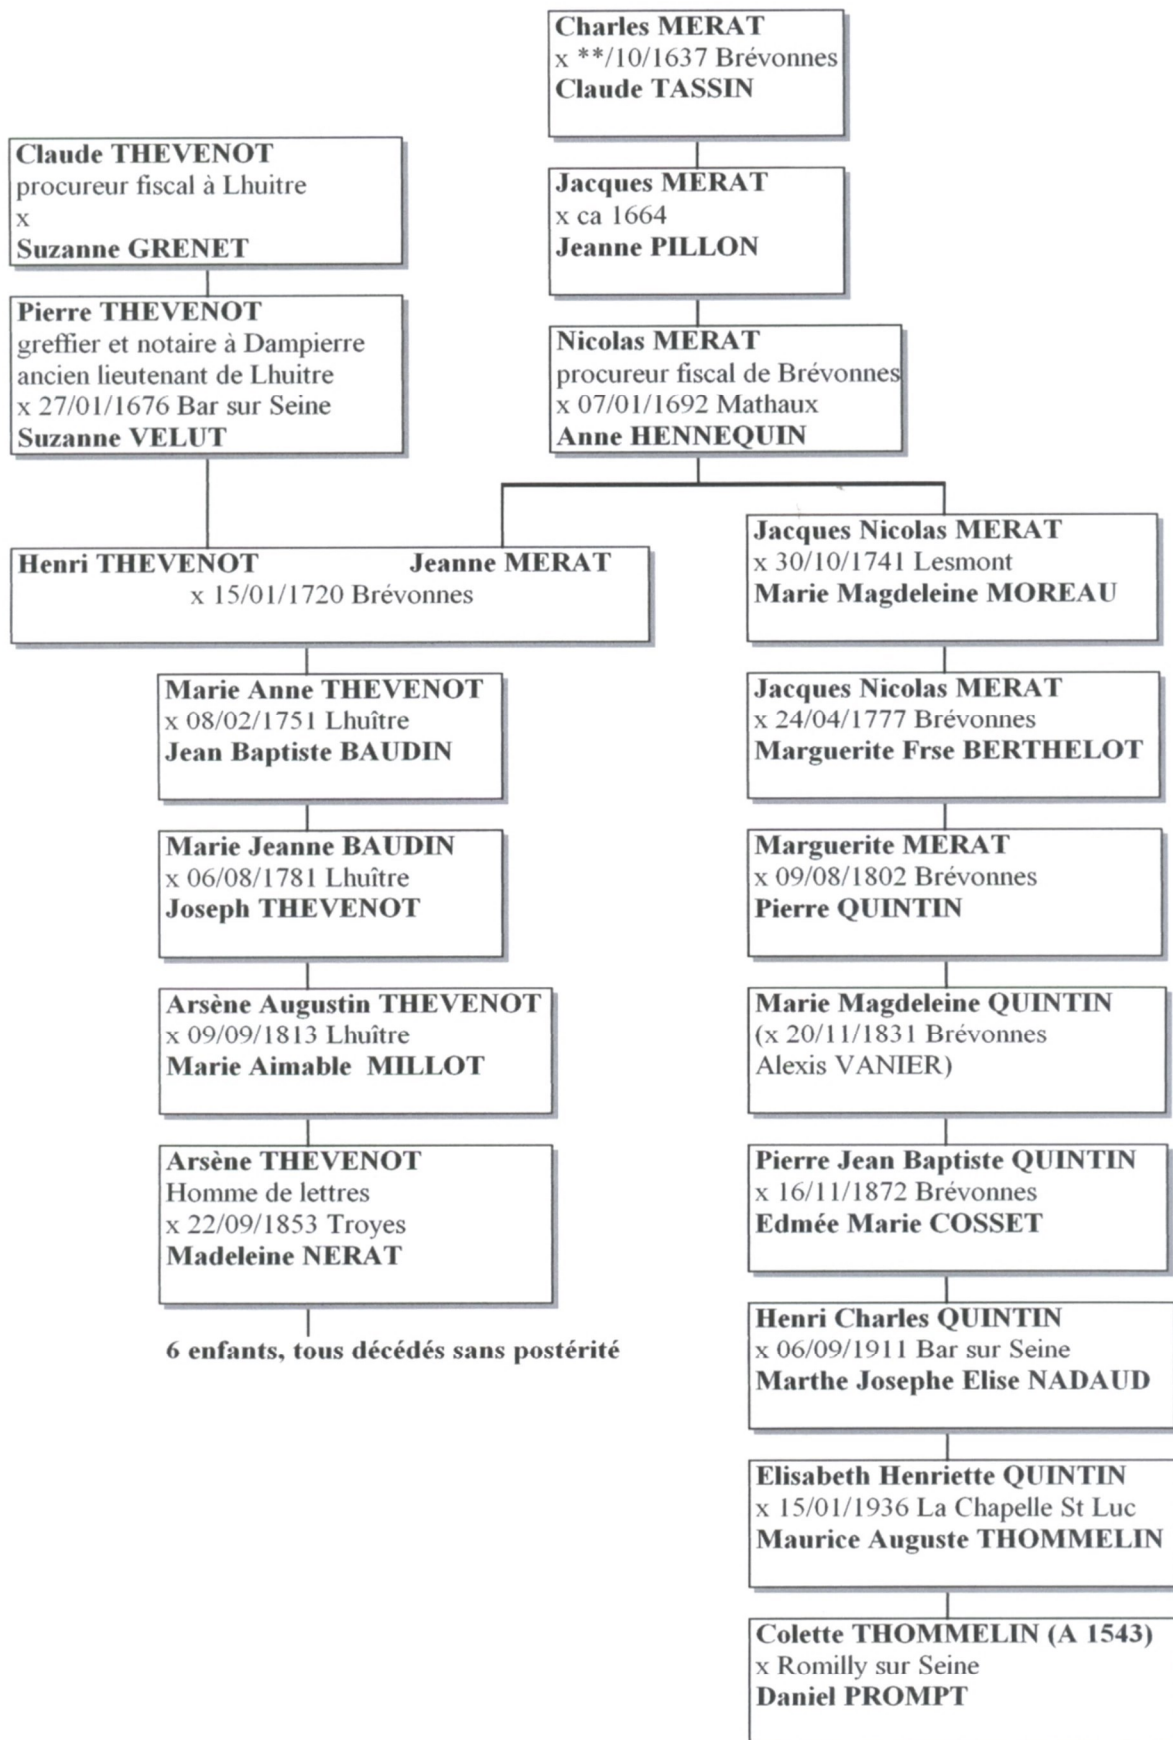 Charles MERAT
x **/10/1637 Brévonnes
Claude TASSIN
Claude THEVENOT
procureur fiscal à Lhuitre
x
Suzanne GRENET
Jacques MERAT
x ca 1664
Jeanne PILLON
Pierre THEVENOT
greffier et notaire à Dampierre
ancien lieutenant de Lhuitre
x 27/01/1676 Bar sur Seine
Suzanne VELUT
Nicolas MERAT
procureur fiscal de Brévonnes
x 07/01/1692 Mathaux
Anne HENNEQUIN
Henri THEVENOT Jeanne MERAT
x 15/01/1720 Brévonnes
Jacques Nicolas MERAT
x 30/10/1741 Lesmont
Marie Magdeleine MOREAU
Marie Anne THEVENOT
x 08/02/1751 Lhuître
Jean Baptiste BAUDIN
Jacques Nicolas MERAT
x 24/04/1777 Brévonnes
Marguerite Frse BERTHELOT
Marie Jeanne BAUDIN
x 06/08/1781 Lhuître
Joseph THEVENOT
Marguerite MERAT
x 09/08/1802 Brévonnes
Pierre QUINTIN
Arsène Augustin THEVENOT
x 09/09/1813 Lhuître
Marie Aimable MILLOT
Marie Magdeleine QUINTIN
(x 20/11/1831 Brévonnes
Alexis VANIER)
Arsène THEVENOT
Homme de lettres
x 22/09/1853 Troyes
Madeleine NERAT
6 enfants, tous décédés sans postérité
Pierre Jean Baptiste QUINTIN
x 16/11/1872 Brévonnes
Edmée Marie COSSET
Henri Charles QUINTIN
x 06/09/1911 Bar sur Seine
Marthe Josephe Elise NADAUD
Elisabeth Henriette QUINTIN
x 15/01/1936 La Chapelle St Luc
Maurice Auguste THOMMELIN
Colette THOMMELIN (A 1543)
x Romilly sur Seine
Daniel PROMPT